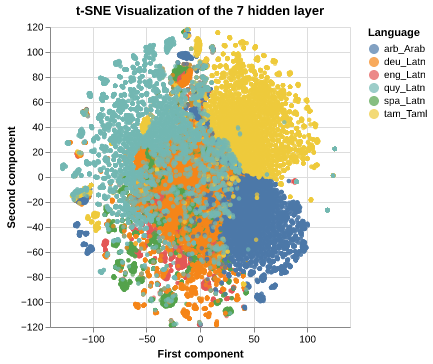 t-SNE Visualization of the 7 hidden layer
Language
arb_Arab
deu_Latn
eng_Latn
quy_Latn
spa_Latn
tam_Taml
120
100
80
60
40
20
0
−20
−40
−60
−80
−100
−120
Second component
−100 −50 0 50 100
First component